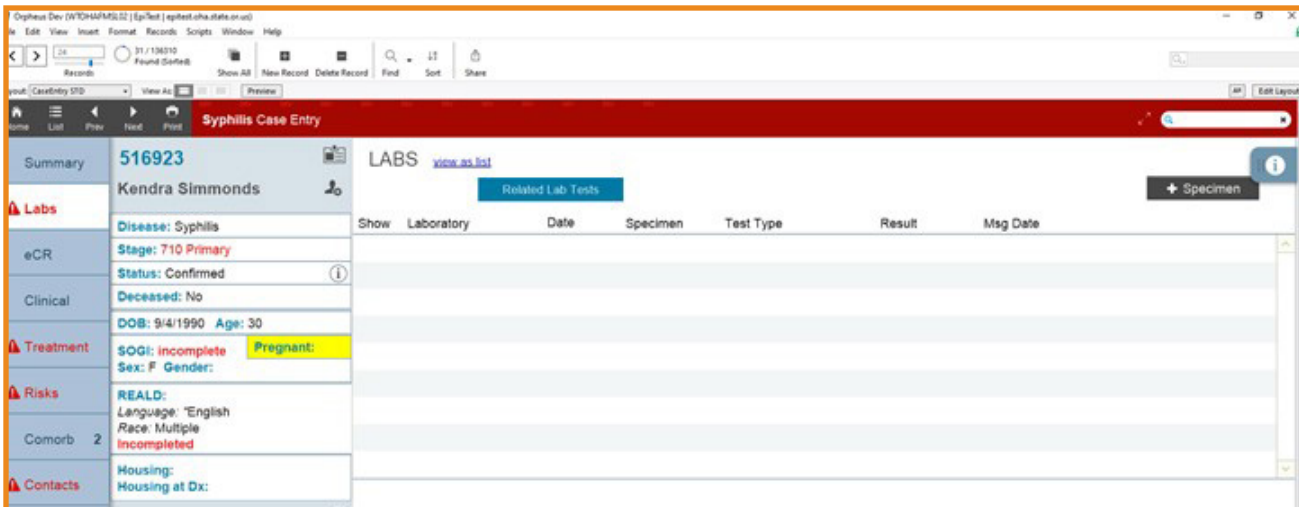 Orpheus Dev (WTOHAFMSL02 | EpiTest | epitest.oha.state.or.us)
Edit View Insert Format Records Scripts Window Help
24
31 / 136310
Found (Sorted)
Records
Show All New Record Delete Record Find Sort Share
CaseEntry STD View As: Preview Edit Layout
Home List Prev Next Print Syphilis Case Entry
Summary
Labs
eCR
Clinical
Treatment
Risks
Comorb 2
Contacts
516923
Kendra Simmonds
Disease: Syphilis
Stage: 710 Primary
Status: Confirmed
Deceased: No
DOB: 9/4/1990 Age: 30
SOGI: incomplete Pregnant:
Sex: F Gender:
REALD:
Language: *English
Race: Multiple
Incompleted
Housing:
Housing at Dx:
LABS view as list
Related Lab Tests
+ Specimen
Show Laboratory Date Specimen Test Type Result Msg Date